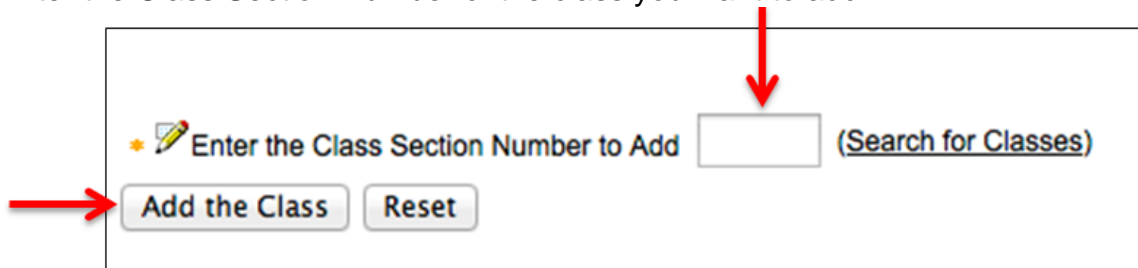 * Enter the Class Section Number to Add (Search for Classes)
Add the Class Reset